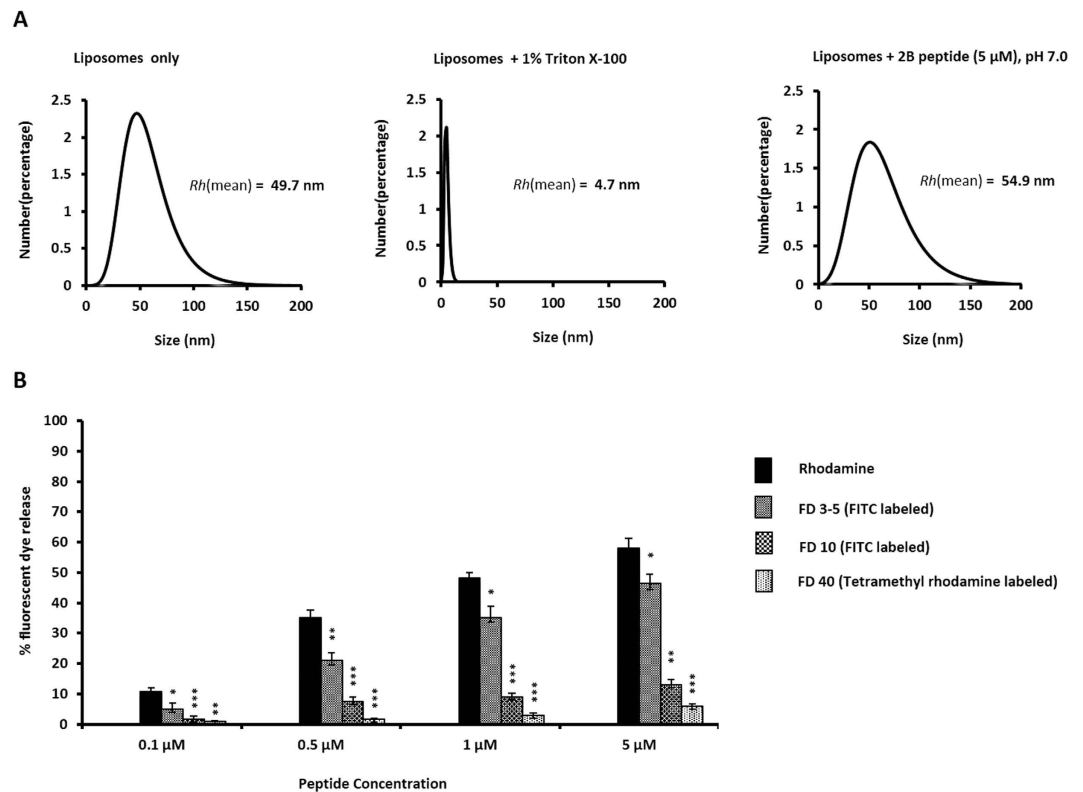 A
Liposomes only
Liposomes + 1% Triton X-100
Liposomes + 2B peptide (5 µM), pH 7.0
Number(percentage)
2.5
2
1.5
1
0.5
0
Rh(mean) = 49.7 nm
0 50 100 150 200
Size (nm)
Number(percentage)
2.5
2
1.5
1
0.5
0
Rh(mean) = 4.7 nm
0 50 100 150 200
Size (nm)
Number(percentage)
2.5
2
1.5
1
0.5
0
Rh(mean) = 54.9 nm
0 50 100 150 200
Size (nm)
B
% fluorescent dye release
100
90
80
70
60
50
40
30
20
10
0
* *** **
** *** ***
* *** ***
* ** ***
0.1 µM 0.5 µM 1 µM 5 µM
Peptide Concentration
Rhodamine
FD 3-5 (FITC labeled)
FD 10 (FITC labeled)
FD 40 (Tetramethyl rhodamine labeled)